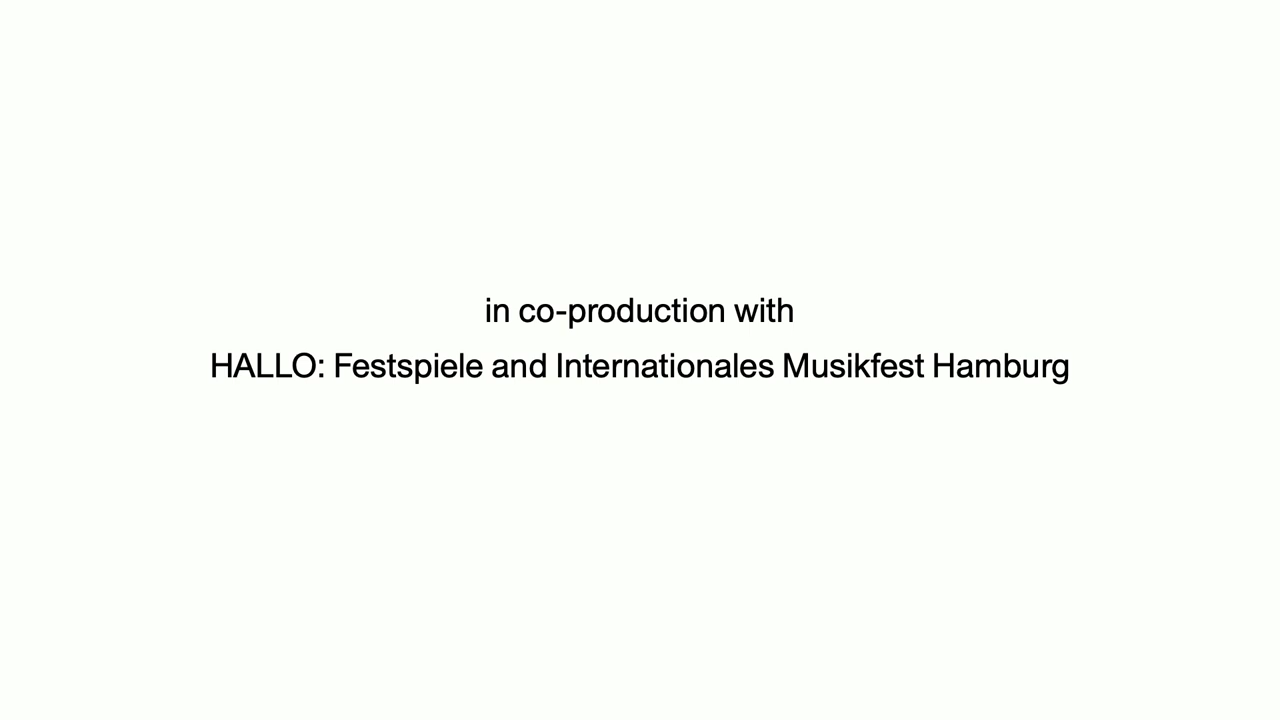 in co-production with
HALLO: Festspiele and Internationales Musikfest Hamburg